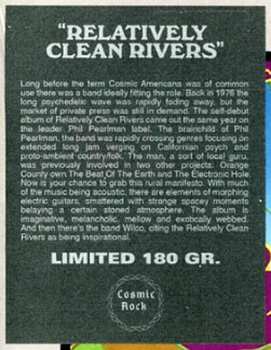 "RELATIVELY
CLEAN RIVERS"
Long before the term Cosmic Americans was of common
use there was a band ideally fitting the role. Back in 1976 the
long psychedelic wave was rapidly fading away, but the
market of private press was still in demand. The self-debut
album of Relatively Clean Rivers came out the same year on
the leader Phil Pearlman label. The brainchild of Phil
Pearlman, the band was rapidly crossing genres focusing on
extended long jam verging on Californian psych and
proto-ambient country/folk. The man, a sort of local guru,
was previously involved in two other projects: Orange
County own The Beat Of The Earth and The Electronic Hole.
Now is your chance to grab this rural manifesto. With much
of the music being acoustic, there are elements of morphing
electric guitars, smattered with strange spacey moments
belaying a certain stoned atmosphere. The album is
imaginative, melancholic, mellow and exotically webbed.
And then there's the band Wilco, citing the Relatively Clean
Rivers as being inspirational.
LIMITED 180 GR.
Cosmic
Rock